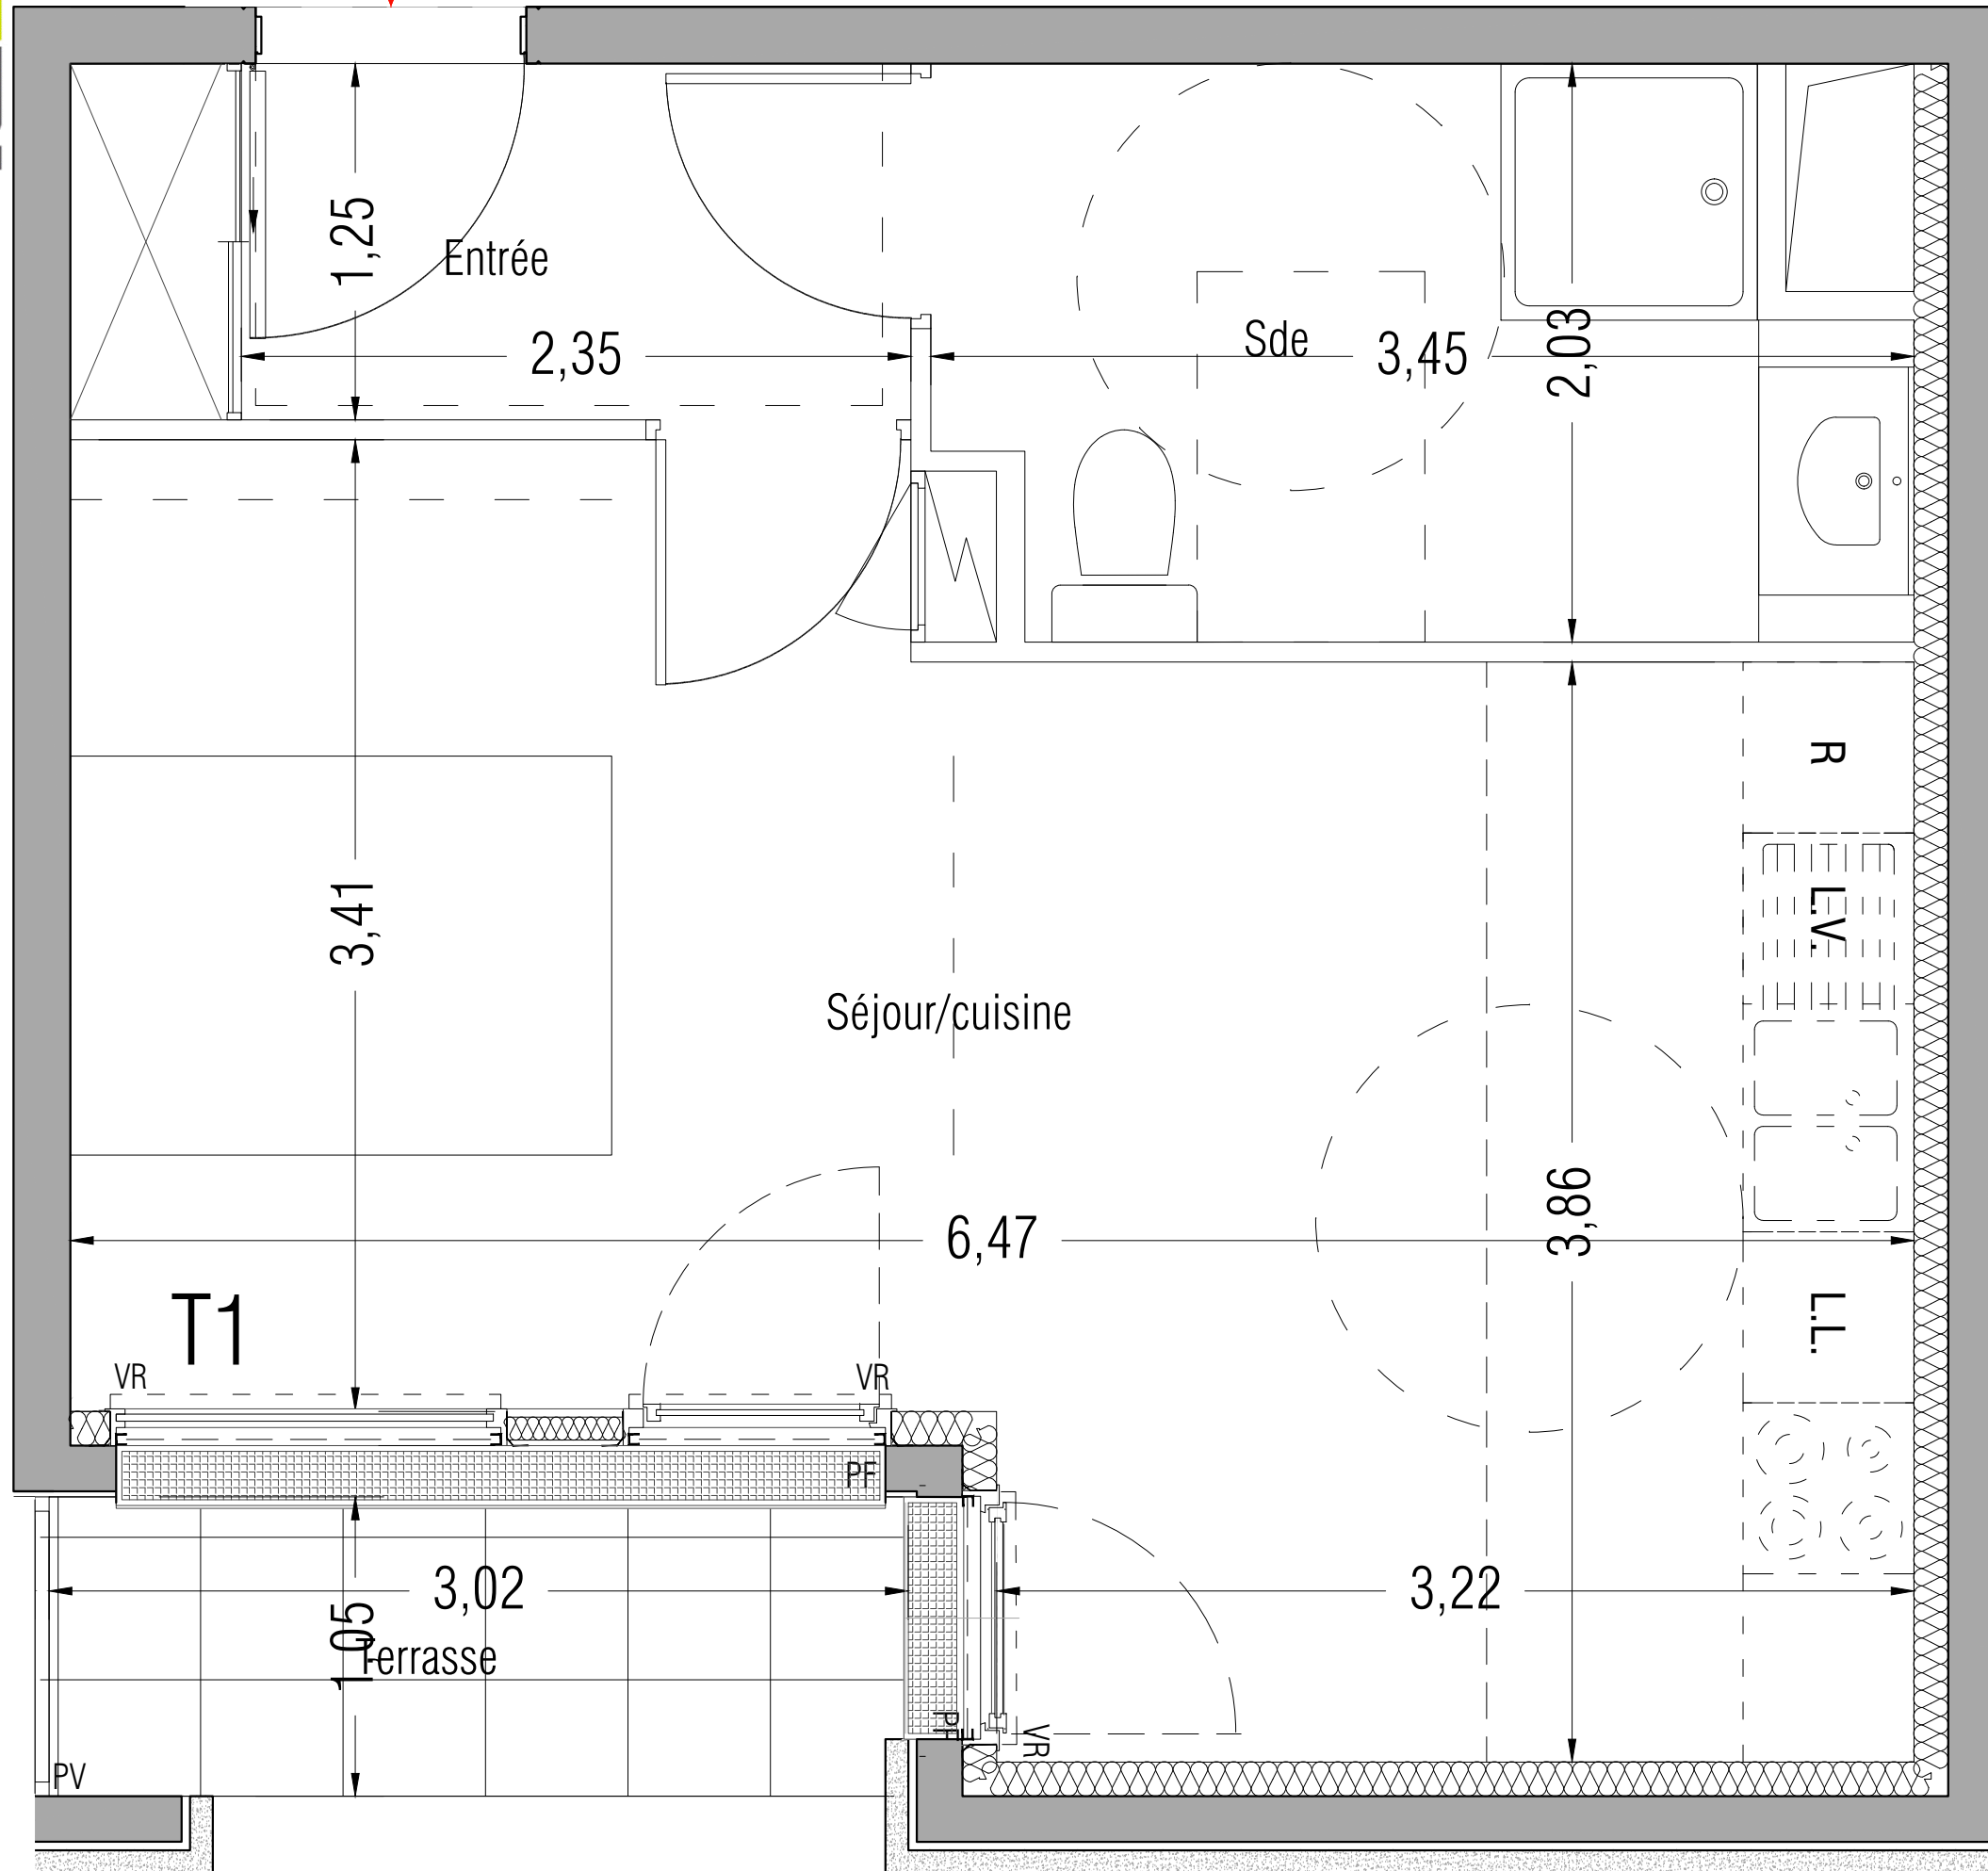 1,25
Entrée
2,35
Sde
3,45
2,03
R
L.V.
3,41
Séjour/cuisine
6,47
3,86
L.L.
T1
VR
VR
PF
3,02
3,22
1,05
Terrasse
PF
VR
PV